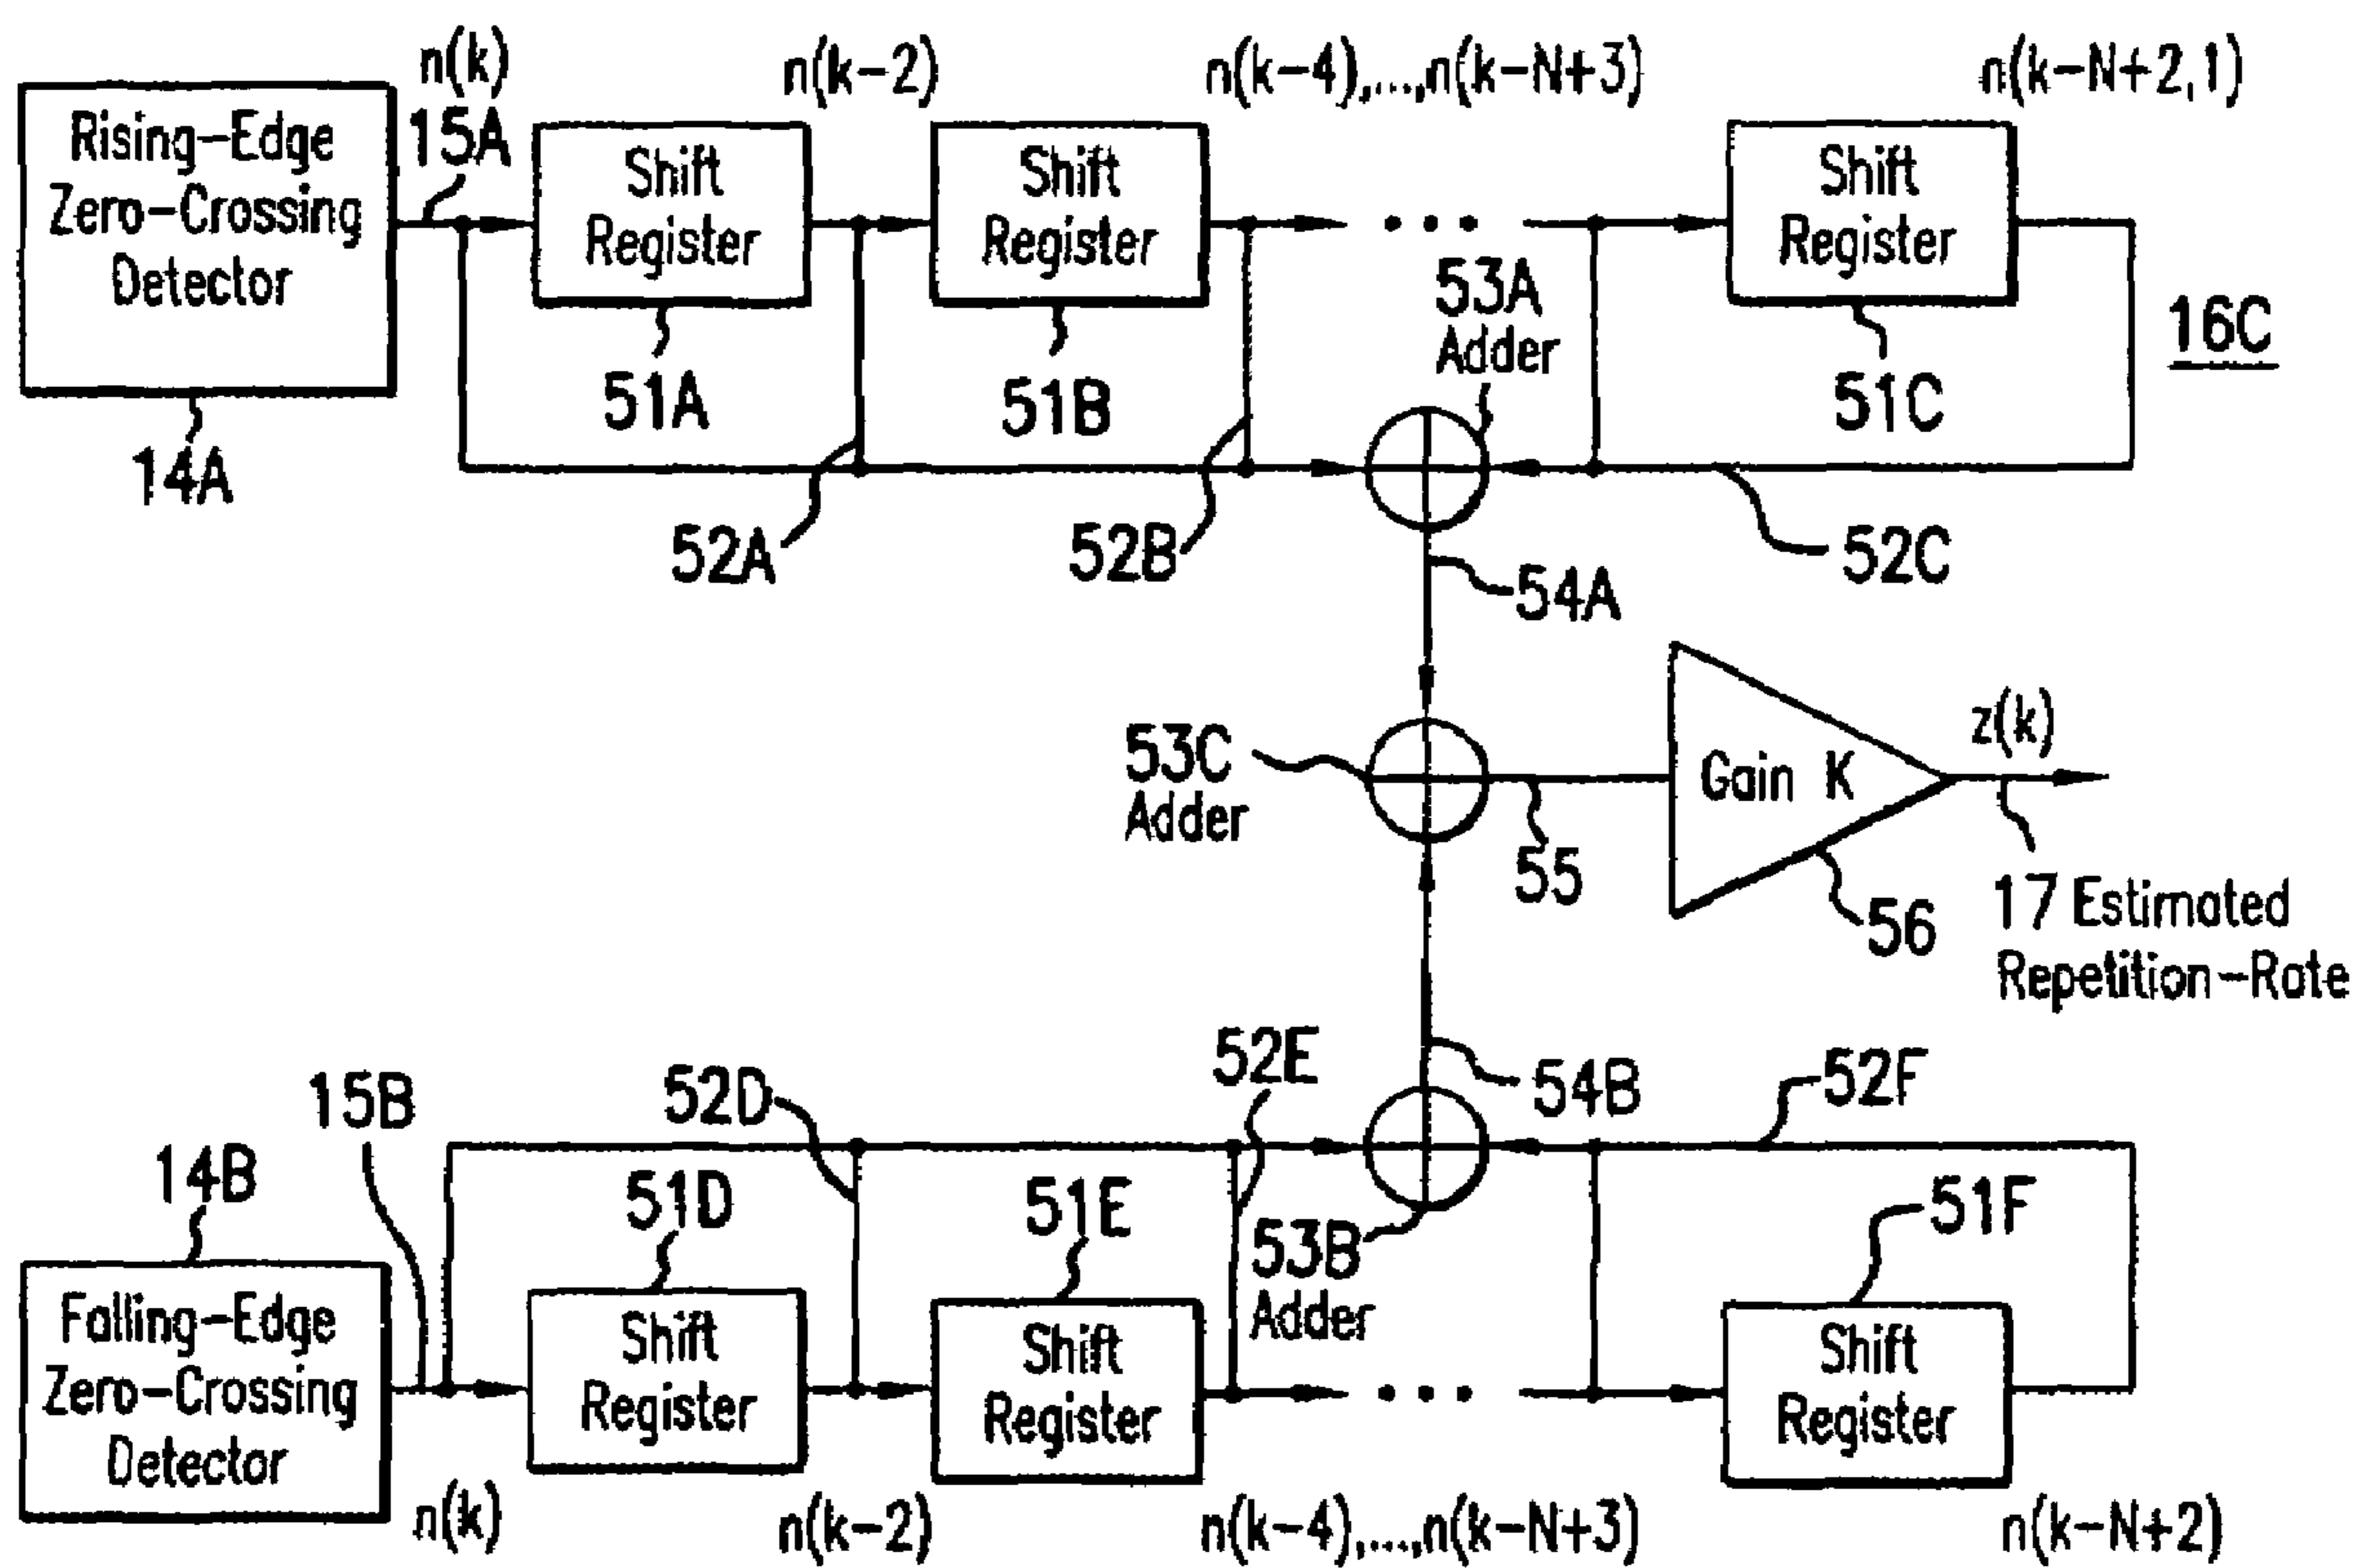 n(k)
n(k-2)
n(k-4),...,n(k-N+3)
n(k-N+2,1)
Rising-Edge
Zero-Crossing
Detector
15A
Shift
Register
Shift
Register
Shift
Register
53A
Adder
16C
14A
51A
51B
51C
52A
52B
52C
54A
53C
Adder
Gain K
z(k)
55
56
17 Estimated
Repetition-Rate
15B
52D
52E
54B
52F
14B
51D
51E
53B
Adder
51F
Falling-Edge
Zero-Crossing
Detector
Shift
Register
Shift
Register
Shift
Register
n(k)
n(k-2)
n(k-4),...,n(k-N+3)
n(k-N+2)